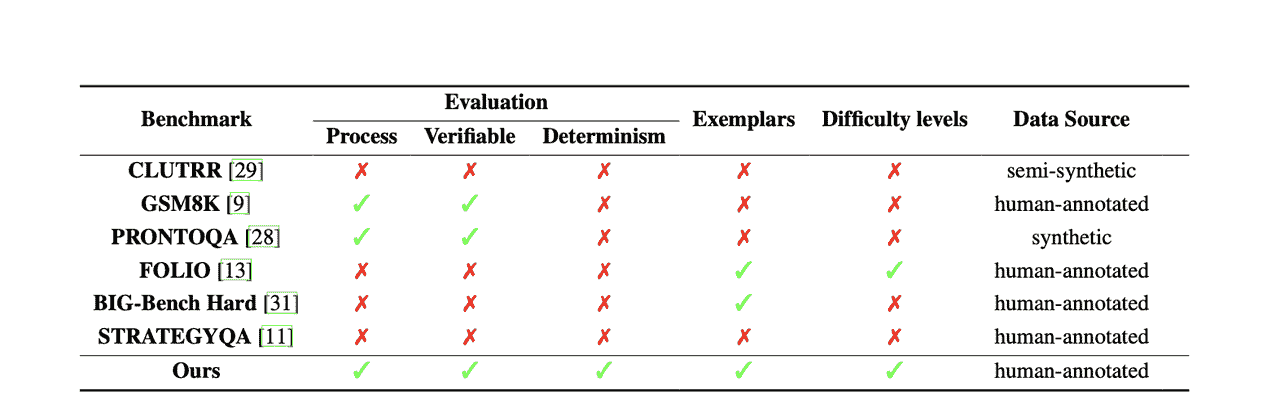 Benchmark Evaluation Exemplars Difficulty levels Data Source
Process Verifiable Determinism
CLUTRR [29] ✗ ✗ ✗ ✗ ✗ semi-synthetic
GSM8K [9] ✓ ✓ ✗ ✗ ✗ human-annotated
PRONTOQA [28] ✓ ✓ ✗ ✗ ✗ synthetic
FOLIO [13] ✗ ✗ ✗ ✓ ✓ human-annotated
BIG-Bench Hard [31] ✗ ✗ ✗ ✓ ✗ human-annotated
STRATEGYQA [11] ✗ ✗ ✗ ✗ ✗ human-annotated
Ours ✓ ✓ ✓ ✓ ✓ human-annotated